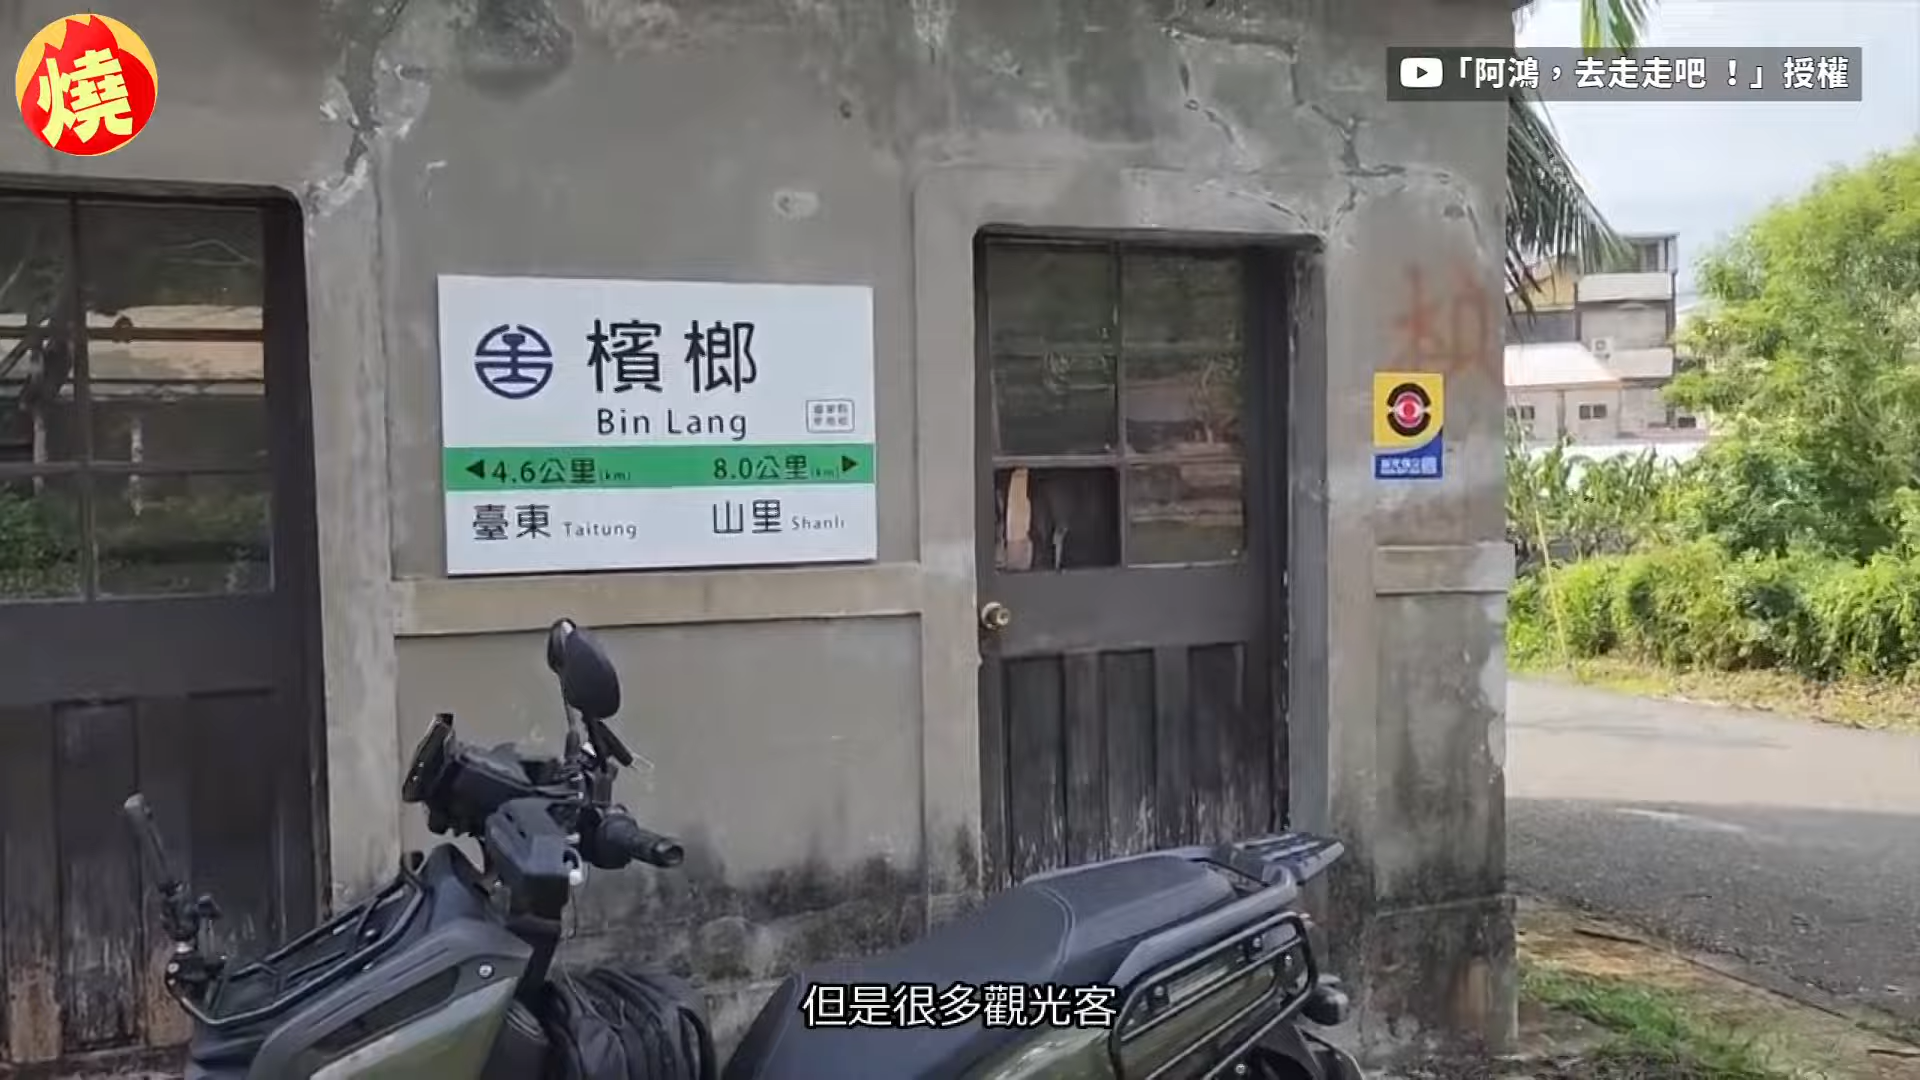 燒
「阿鴻，去走走吧 ！」授權
檳榔
Bin Lang
4.6公里(km)
8.0公里(km)
臺東 Taitung
山里 Shanli
但是很多觀光客